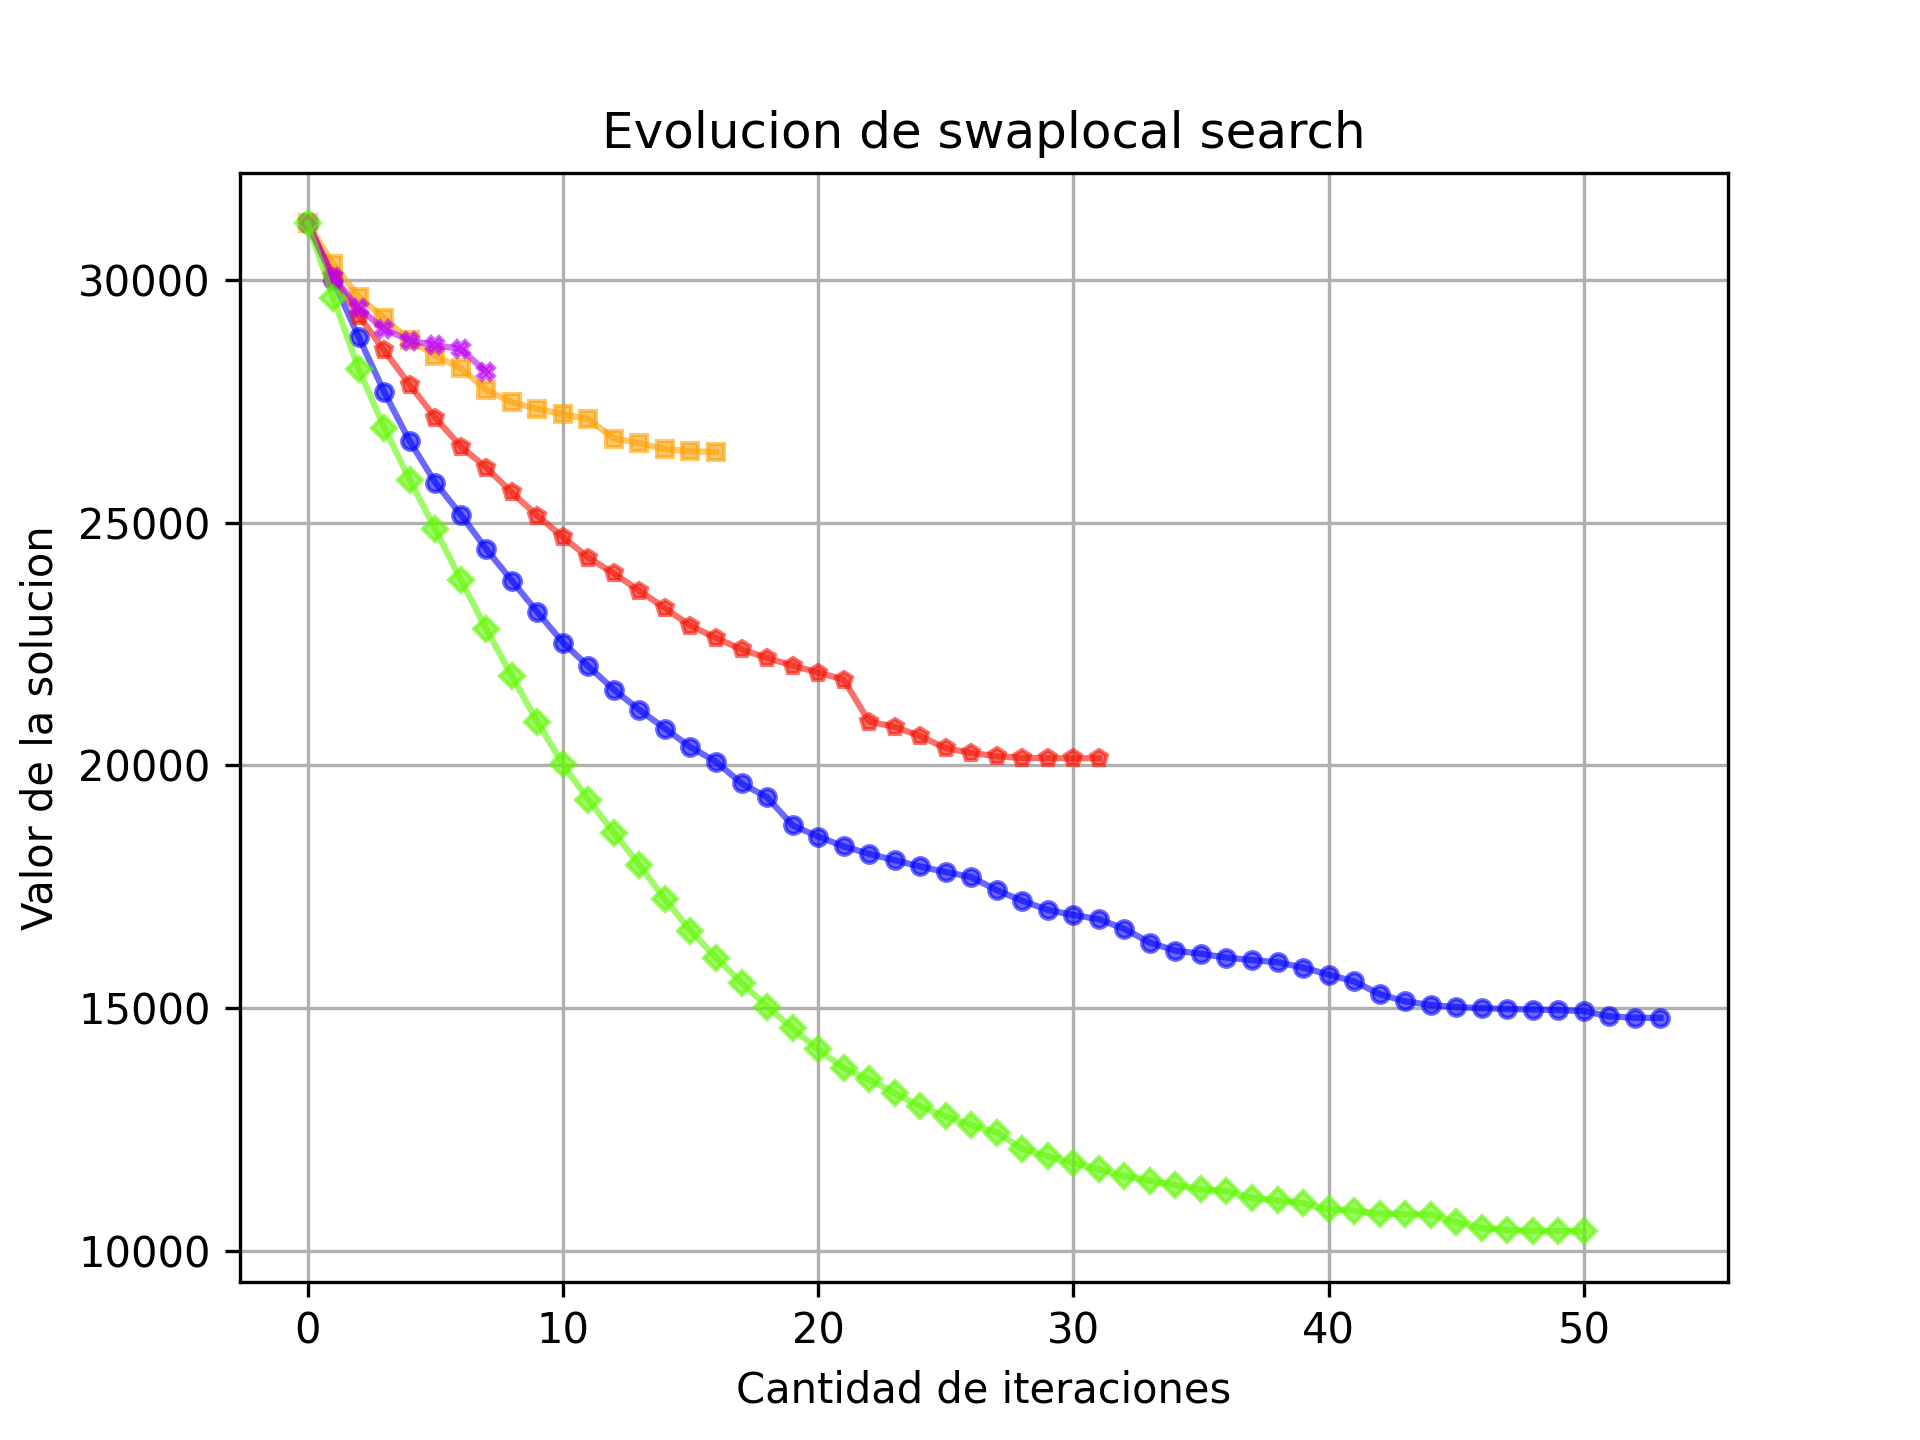 Evolucion de swaplocal search
Valor de la solucion
30000
25000
20000
15000
10000
0 10 20 30 40 50
Cantidad de iteraciones